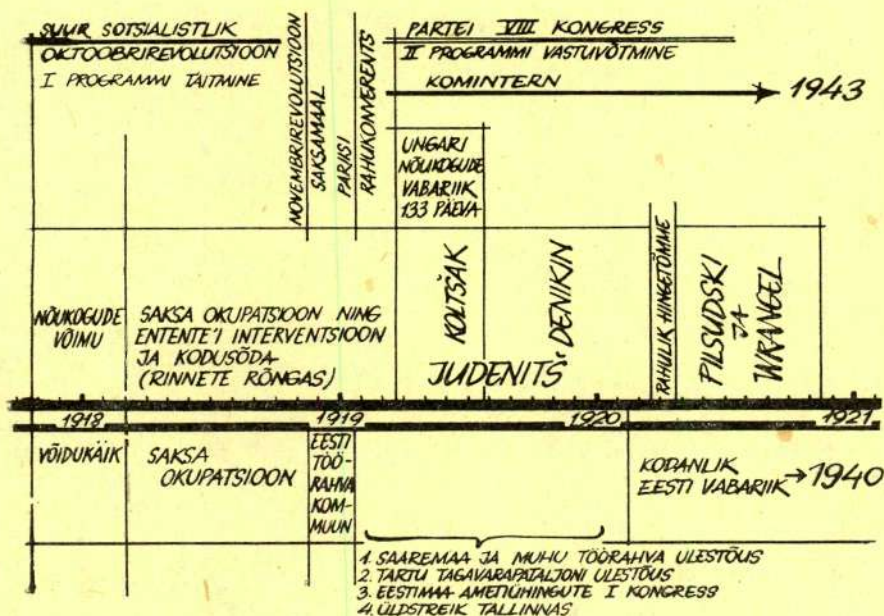 SUUR SOTSIALISTLIK
OKTOOBRIREVOLUTSIOON
I PROGRAMMI TÄITMINE
NOVEMBRIREVOLUTSIOON
SAKSAMAAL
PARIISI
RAHUKONVERENTS
PARTEI VIII KONGRESS
II PROGRAMMI VASTUVÕTMINE
KOMINTERN
1943
UNGARI
NÕUKOGUDE
VABARIIK
133 PÄEVA
NÕUKOGUDE
VÕIMU
SAKSA OKUPATSIOON NING
ENTENTE'I INTERVENTSIOON
JA KODUSÕDA
(RINNETE RÕNGAS)
KOLTŠAK
DENIKIN
JUDENITŠ
RAHULIK HINGETÕMME
PILSUDSKI
JA
WRANGEL
1918
1919
1920
1921
VÕIDUKÄIK
SAKSA
OKUPATSIOON
EESTI
TÖÖ-
RAHVA
KOM-
MUUN
KODANLIK
EESTI VABARIIK → 1940
1. SAAREMAA JA MUHU TÖÖRAHVA ÜLESTÕUS
2. TARTU TAGAVARAPATALJONI ÜLESTÕUS
3. EESTIMAA AMETIÜHINGUTE I KONGRESS
4. ÜLDSTREIK TALLINNAS